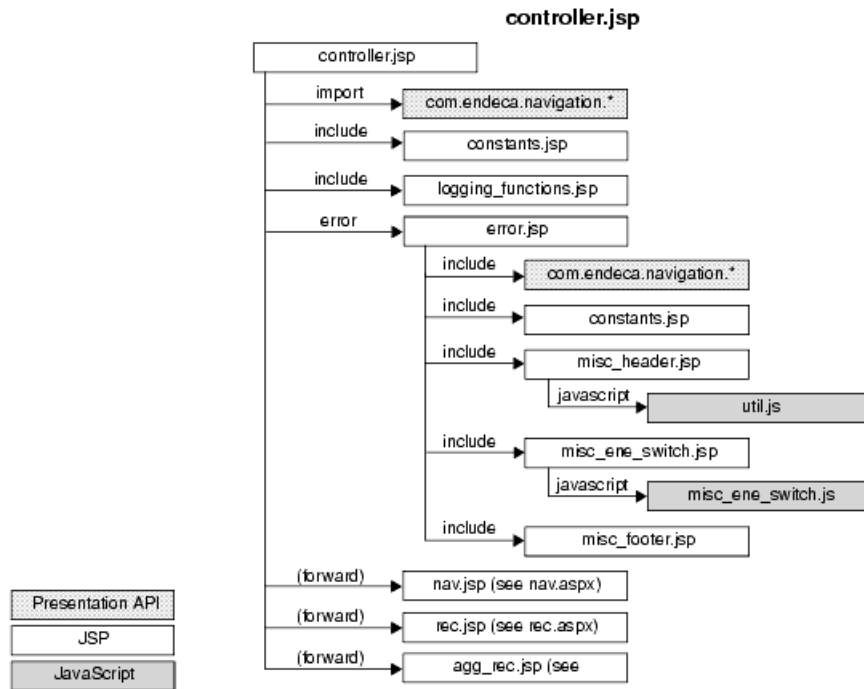 controller.jsp
controller.jsp
import
com.endeca.navigation.*
include
constants.jsp
include
logging_functions.jsp
error
error.jsp
include
com.endeca.navigation.*
include
constants.jsp
include
misc_header.jsp
javascript
util.js
include
misc_ene_switch.jsp
javascript
misc_ene_switch.js
include
misc_footer.jsp
(forward)
nav.jsp (see nav.aspx)
(forward)
rec.jsp (see rec.aspx)
(forward)
agg_rec.jsp (see
Presentation API
JSP
JavaScript